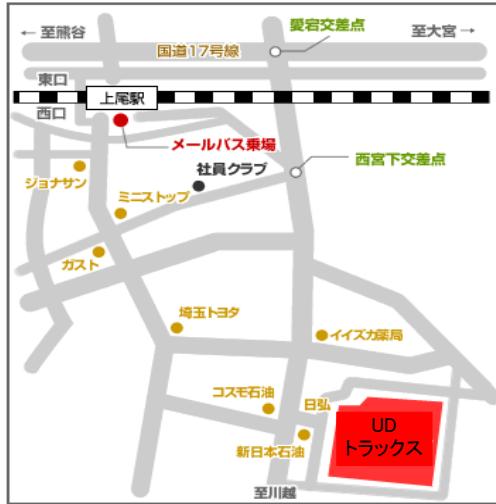 愛宕交差点
← 至熊谷
至大宮 →
国道17号線
東口
上尾駅
西口
メールバス乗場
西宮下交差点
社員クラブ
ジョナサン
ミニストップ
ガスト
埼玉トヨタ
イイズカ薬局
コスモ石油
日弘
UD
トラックス
新日本石油
至川越